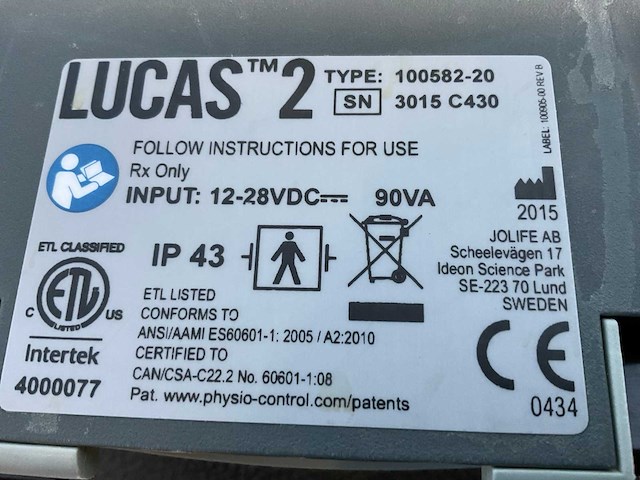 LUCAS™2
TYPE: 100582-20
SN 3015 C430
LABEL: 100905-00 REV B
FOLLOW INSTRUCTIONS FOR USE
Rx Only
INPUT: 12-28VDC 90VA
2015
JOLIFE AB
Scheelevägen 17
Ideon Science Park
SE-223 70 Lund
SWEDEN
ETL CLASSIFIED
C ETL US
LISTED
Intertek
4000077
IP 43
ETL LISTED
CONFORMS TO
ANSI/AAMI ES60601-1: 2005 / A2:2010
CERTIFIED TO
CAN/CSA-C22.2 No. 60601-1:08
Pat. www.physio-control.com/patents
CE
0434